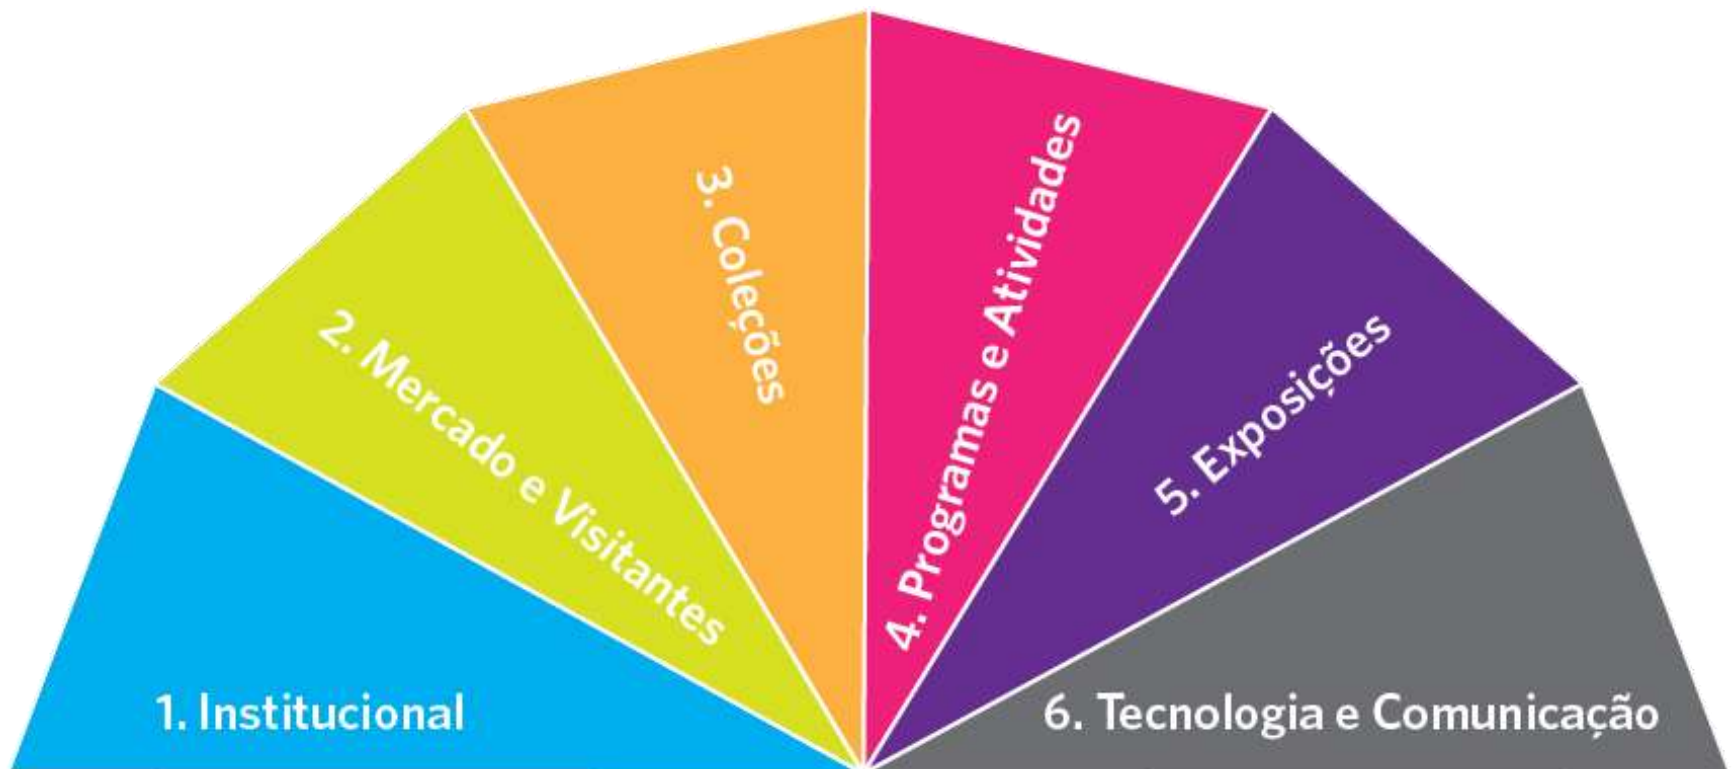 1. Institucional
2. Mercado e Visitantes
3. Coleções
4. Programas e Atividades
5. Exposições
6. Tecnologia e Comunicação